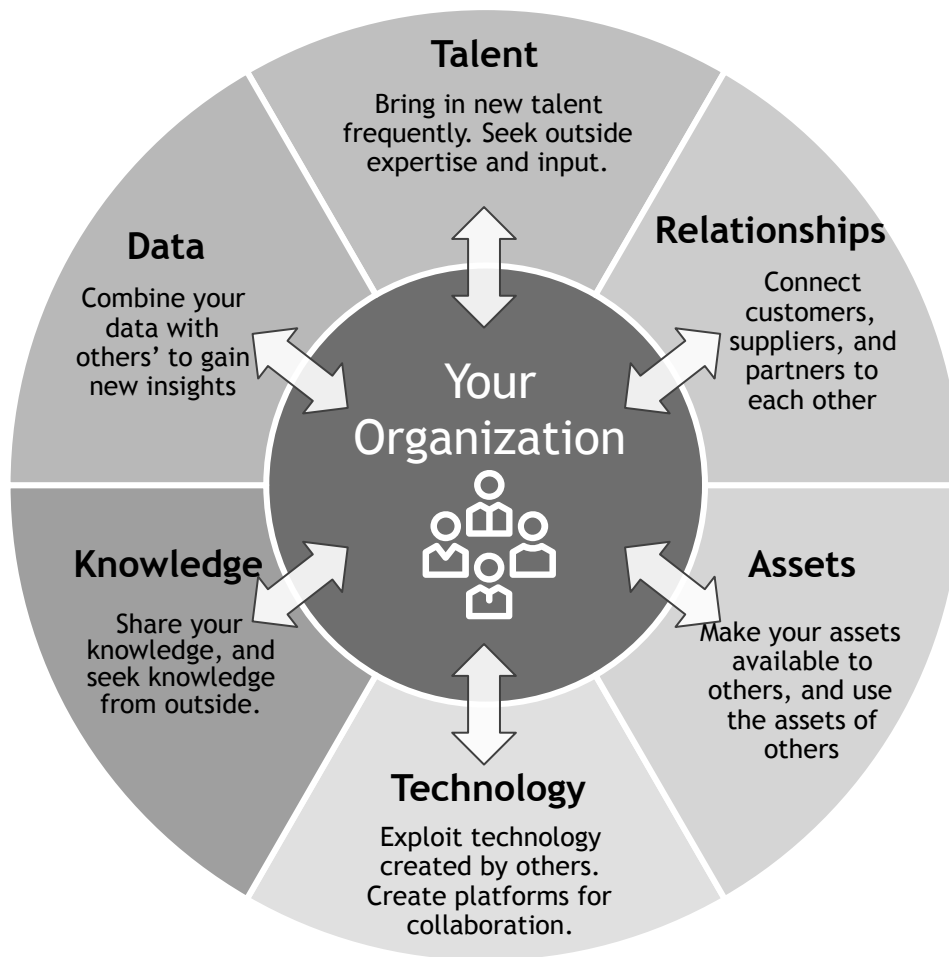 Talent
Bring in new talent
frequently. Seek outside
expertise and input.
Relationships
Connect
customers,
suppliers, and
partners to
each other
Assets
Make your assets
available to
others, and use
the assets of
others
Technology
Exploit technology
created by others.
Create platforms for
collaboration.
Knowledge
Share your
knowledge, and
seek knowledge
from outside.
Data
Combine your
data with
others’ to gain
new insights
Your
Organization